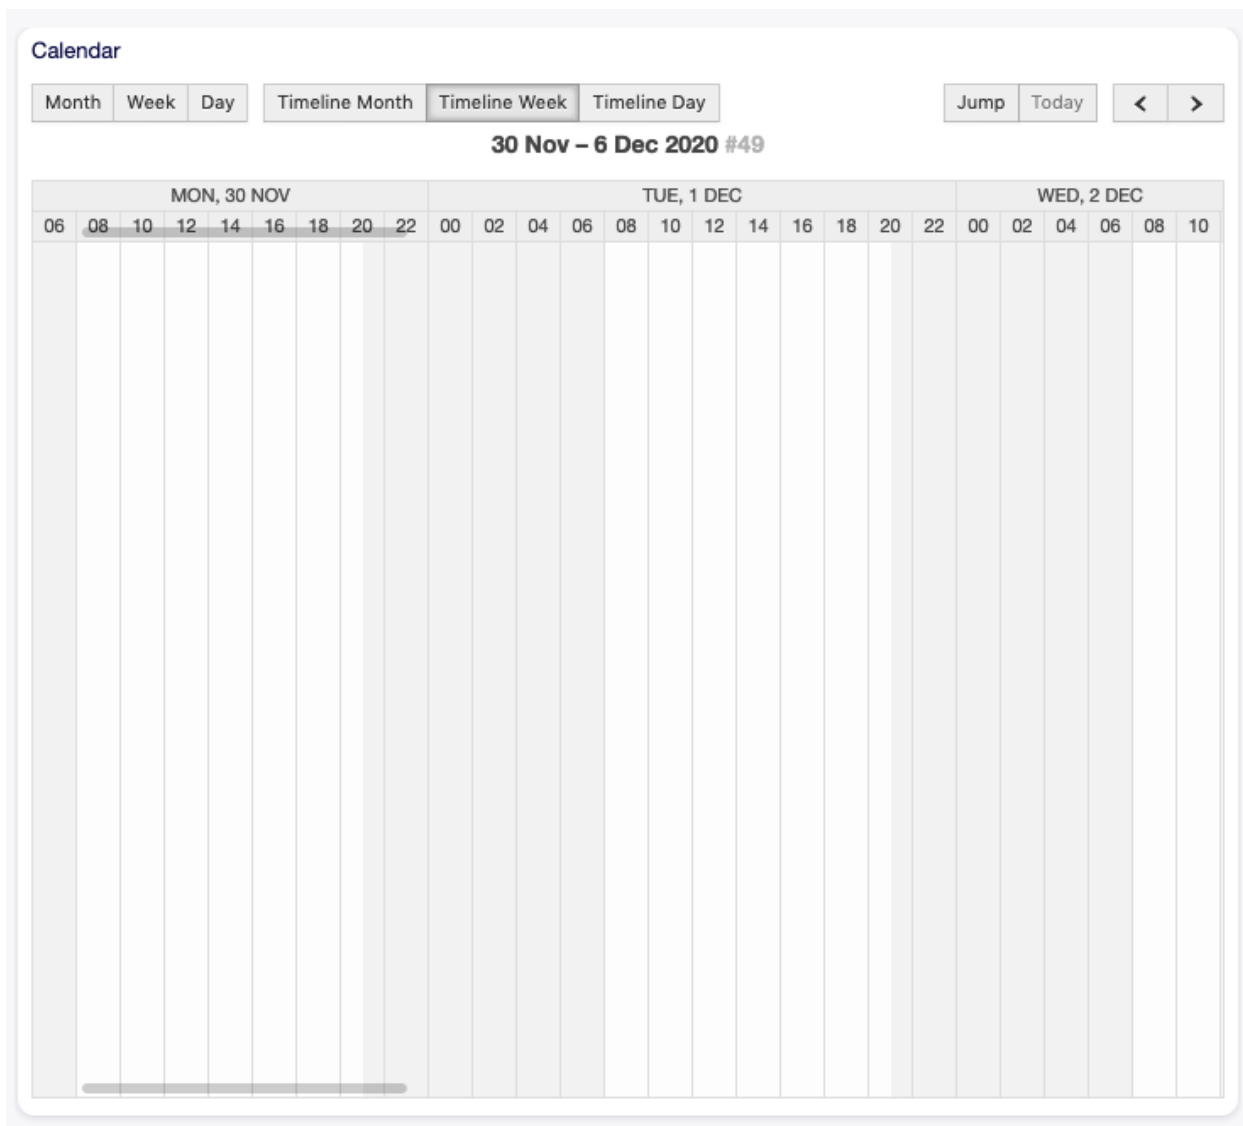 Calendar
Month Week Day Timeline Month Timeline Week Timeline Day Jump Today < >
30 Nov – 6 Dec 2020 #49
MON, 30 NOV TUE, 1 DEC WED, 2 DEC
06 08 10 12 14 16 18 20 22 00 02 04 06 08 10 12 14 16 18 20 22 00 02 04 06 08 10